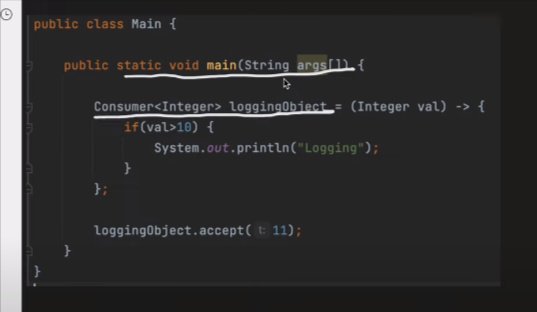 public class Main {
public static void main(String args[]) {
Consumer<Integer> loggingObject = (Integer val) -> {
if(val>10) {
System.out.println("Logging");
}
};
loggingObject.accept( t: 11);
}
}